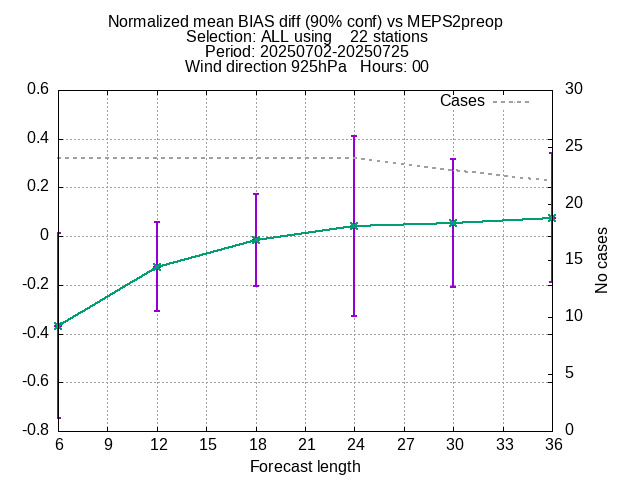 Normalized mean BIAS diff (90% conf) vs MEPS2preop
Selection: ALL using    22 stations
Period: 20250702-20250725
Wind direction 925hPa   Hours: 00
Cases
0.6
0.4
0.2
0
-0.2
-0.4
-0.6
-0.8
30
25
20
15
10
5
0
No cases
6 9 12 15 18 21 24 27 30 33 36
Forecast length